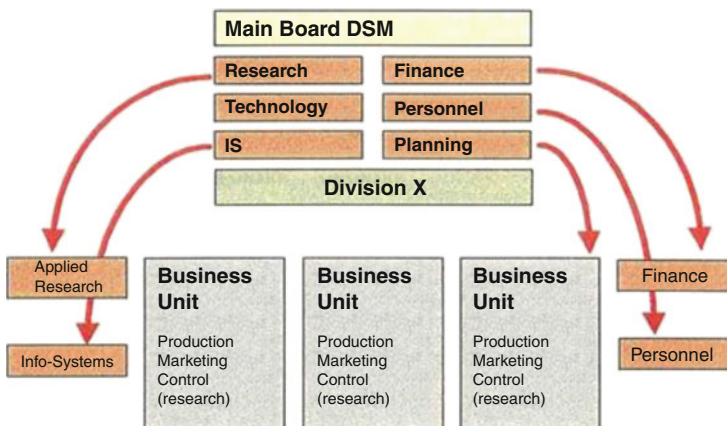 Main Board DSM
Research
Finance
Technology
Personnel
IS
Planning
Division X
Applied
Research
Info-Systems
Business
Unit
Production
Marketing
Control
(research)
Business
Unit
Production
Marketing
Control
(research)
Business
Unit
Production
Marketing
Control
(research)
Finance
Personnel